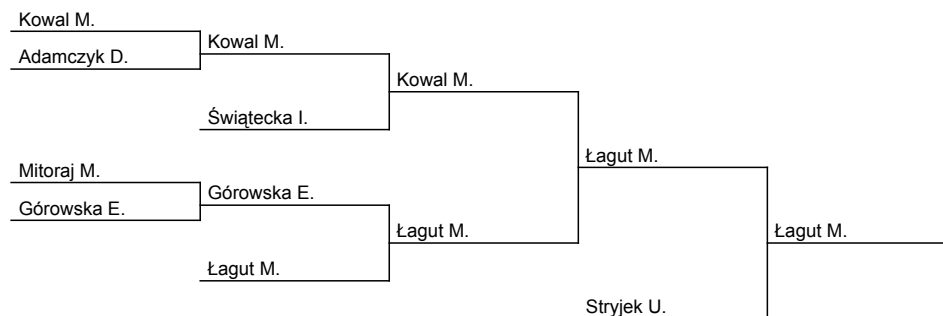 Kowal M.
Adamczyk D.
Kowal M.
Świątecka I.
Kowal M.
Mitoraj M.
Górowska E.
Górowska E.
Łagut M.
Łagut M.
Łagut M.
Stryjek U.
Łagut M.